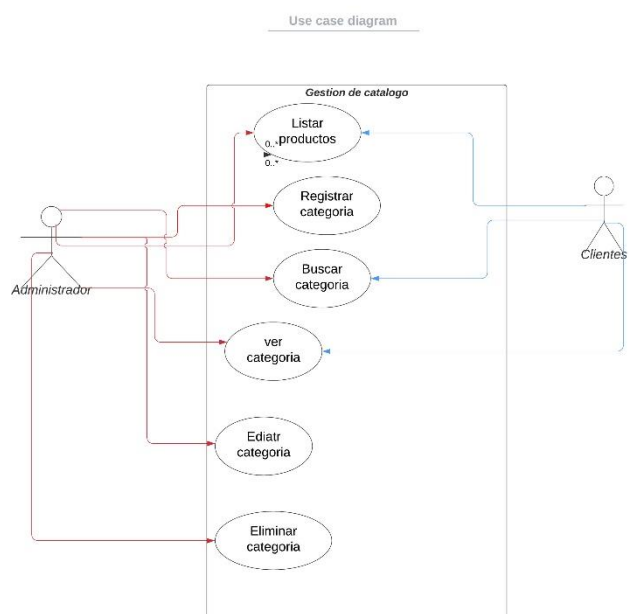 Use case diagram
Gestion de catalogo
Listar
productos
0..*
0..*
Registrar
categoria
Buscar
categoria
Administrador
Clientes
ver
categoria
Ediatr
categoria
Eliminar
categoria